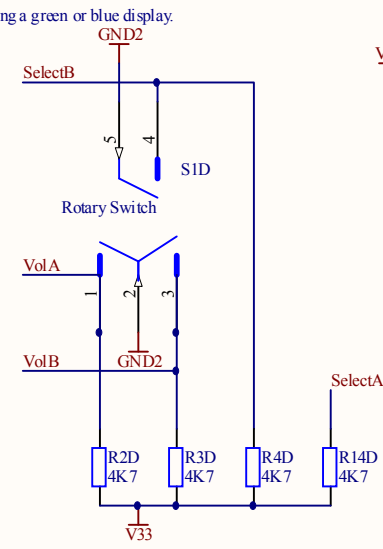 ng a green or blue display.
GND2
V
SelectB
5
4
S1D
Rotary Switch
VolA
1
2
3
VolB
GND2
SelectA
R2D
4K7
R3D
4K7
R4D
4K7
R14D
4K7
V33